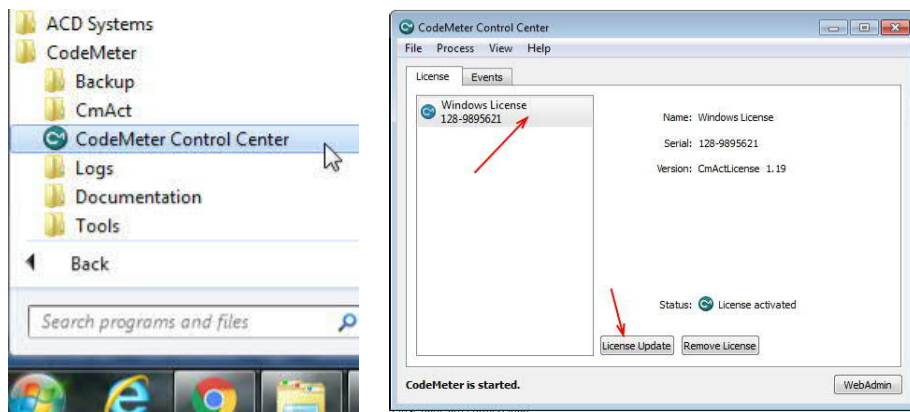 ACD Systems
CodeMeter
Backup
CmAct
CodeMeter Control Center
Logs
Documentation
Tools
Back
Search programs and files
CodeMeter Control Center
File Process View Help
License Events
Windows License
128-9895621
Name: Windows License
Serial: 128-9895621
Version: CmActLicense 1.19
Status: License activated
License Update Remove License
CodeMeter is started.
WebAdmin